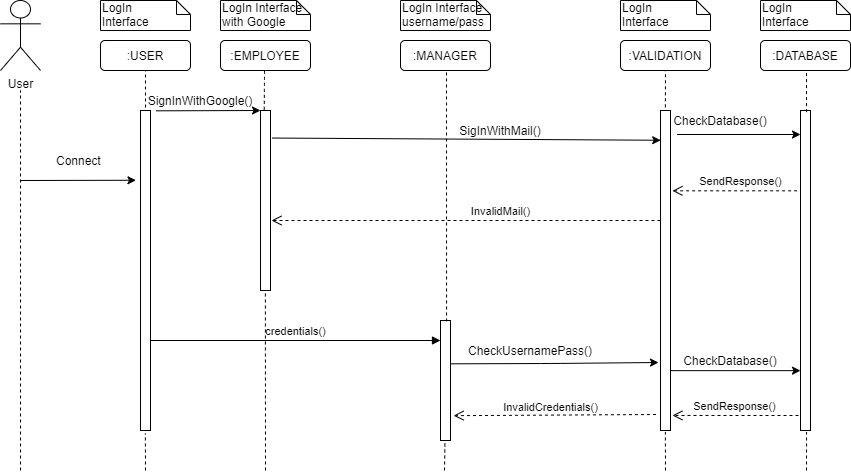 LogIn
Interface
LogIn Interface
with Google
LogIn Interface
username/pass
LogIn
Interface
LogIn
Interface
:USER
:EMPLOYEE
:MANAGER
:VALIDATION
:DATABASE
User
SignInWithGoogle()
SigInWithMail()
CheckDatabase()
Connect
SendResponse()
InvalidMail()
credentials()
CheckUsernamePass()
CheckDatabase()
InvalidCredentials()
SendResponse()